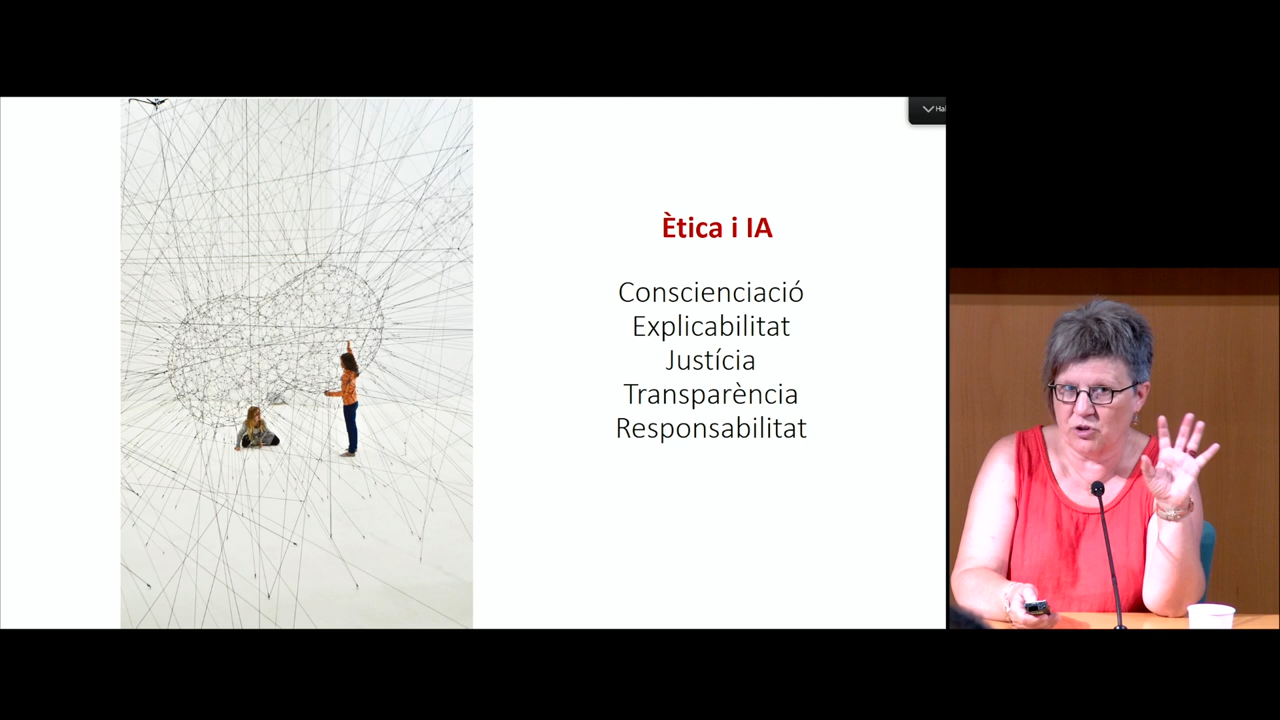 Ètica i IA
Conscienciació
Explicabilitat
Justícia
Transparència
Responsabilitat